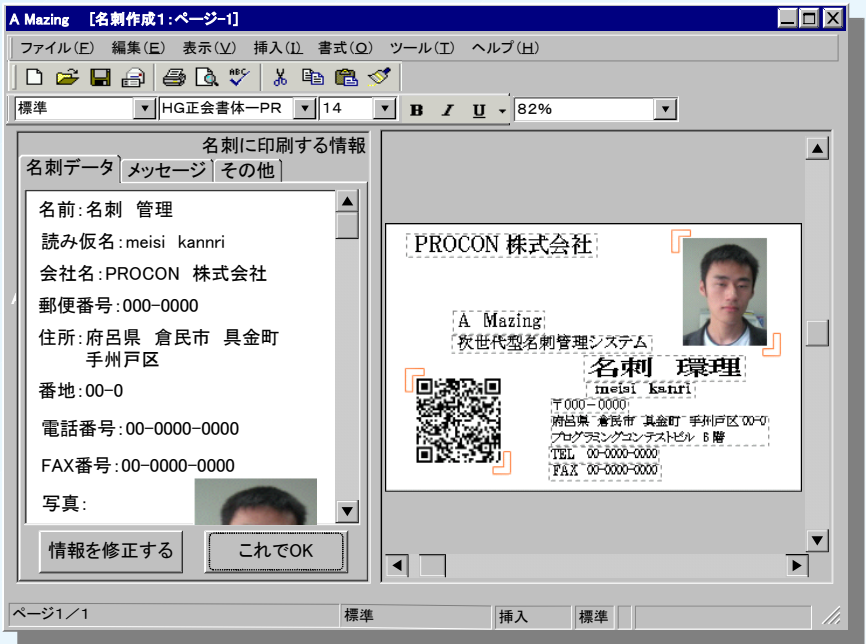 A Mazing [名刺作成1:ページ-1]
ファイル(F) 編集(E) 表示(V) 挿入(I) 書式(O) ツール(T) ヘルプ(H)
ABC
標準 HG正会書体ーPR 14 B I U 82%
名刺に印刷する情報
名刺データ メッセージ その他
名前:名刺 管理
読み仮名:meisi kannri
会社名:PROCON 株式会社
郵便番号:000-0000
住所:府呂県 倉民市 具金町
手州戸区
番地:00-0
電話番号:00-0000-0000
FAX番号:00-0000-0000
写真:
情報を修正する これでOK
PROCON 株式会社
A Mazing
次世代型名刺管理システム
名刺 環理
meisi kanri
〒000-0000
府呂県 倉民市 具金町 手州戸区 00-0
プログラミングコンテストビル 6階
TEL 00-0000-0000
FAX 00-0000-0000
ページ1/1 標準 挿入 標準